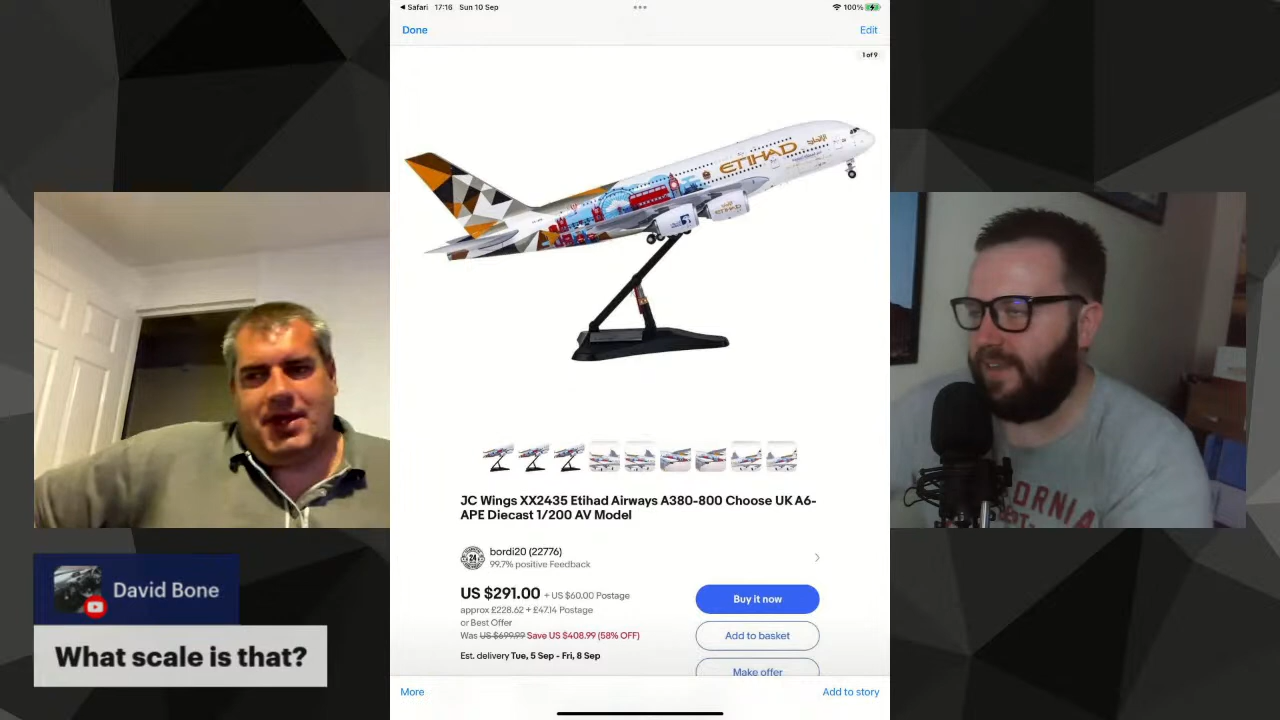 Safari 17:16 Sun 10 Sep
100%
Done
Edit
1 of 9
ETIHAD
ETIHAD
JC Wings XX2435 Etihad Airways A380-800 Choose UK A6-
APE Diecast 1/200 AV Model
24
bordi20 (22776)
99.7% positive Feedback
US $291.00 + US $60.00 Postage
approx £228.62 + £47.14 Postage
or Best Offer
Was US $699.99 Save US $408.99 (58% OFF)
Est. delivery Tue, 5 Sep - Fri, 8 Sep
Buy it now
Add to basket
Make offer
More
Add to story
David Bone
What scale is that?